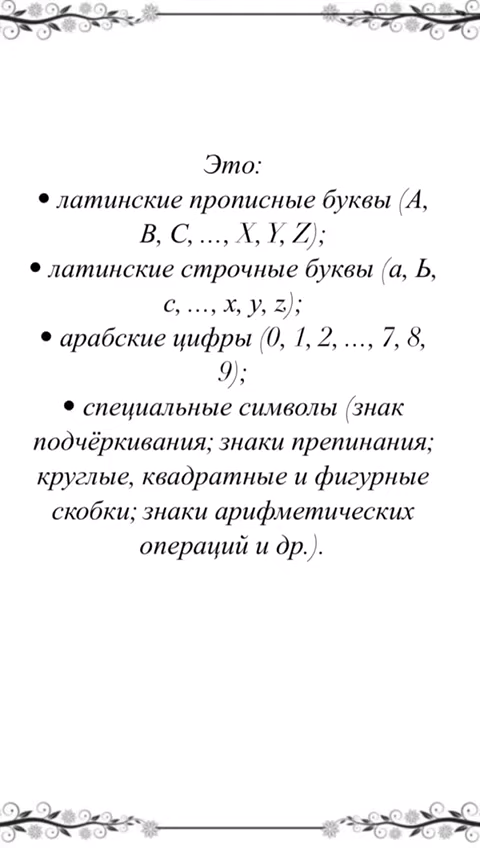 Это:
• латинские прописные буквы (A,
B, C, ..., X, Y, Z);
• латинские строчные буквы (a, Ь,
c, ..., x, y, z);
• арабские цифры (0, 1, 2, ..., 7, 8,
9);
• специальные символы (знак
подчёркивания; знаки препинания;
круглые, квадратные и фигурные
скобки; знаки арифметических
операций и др.).